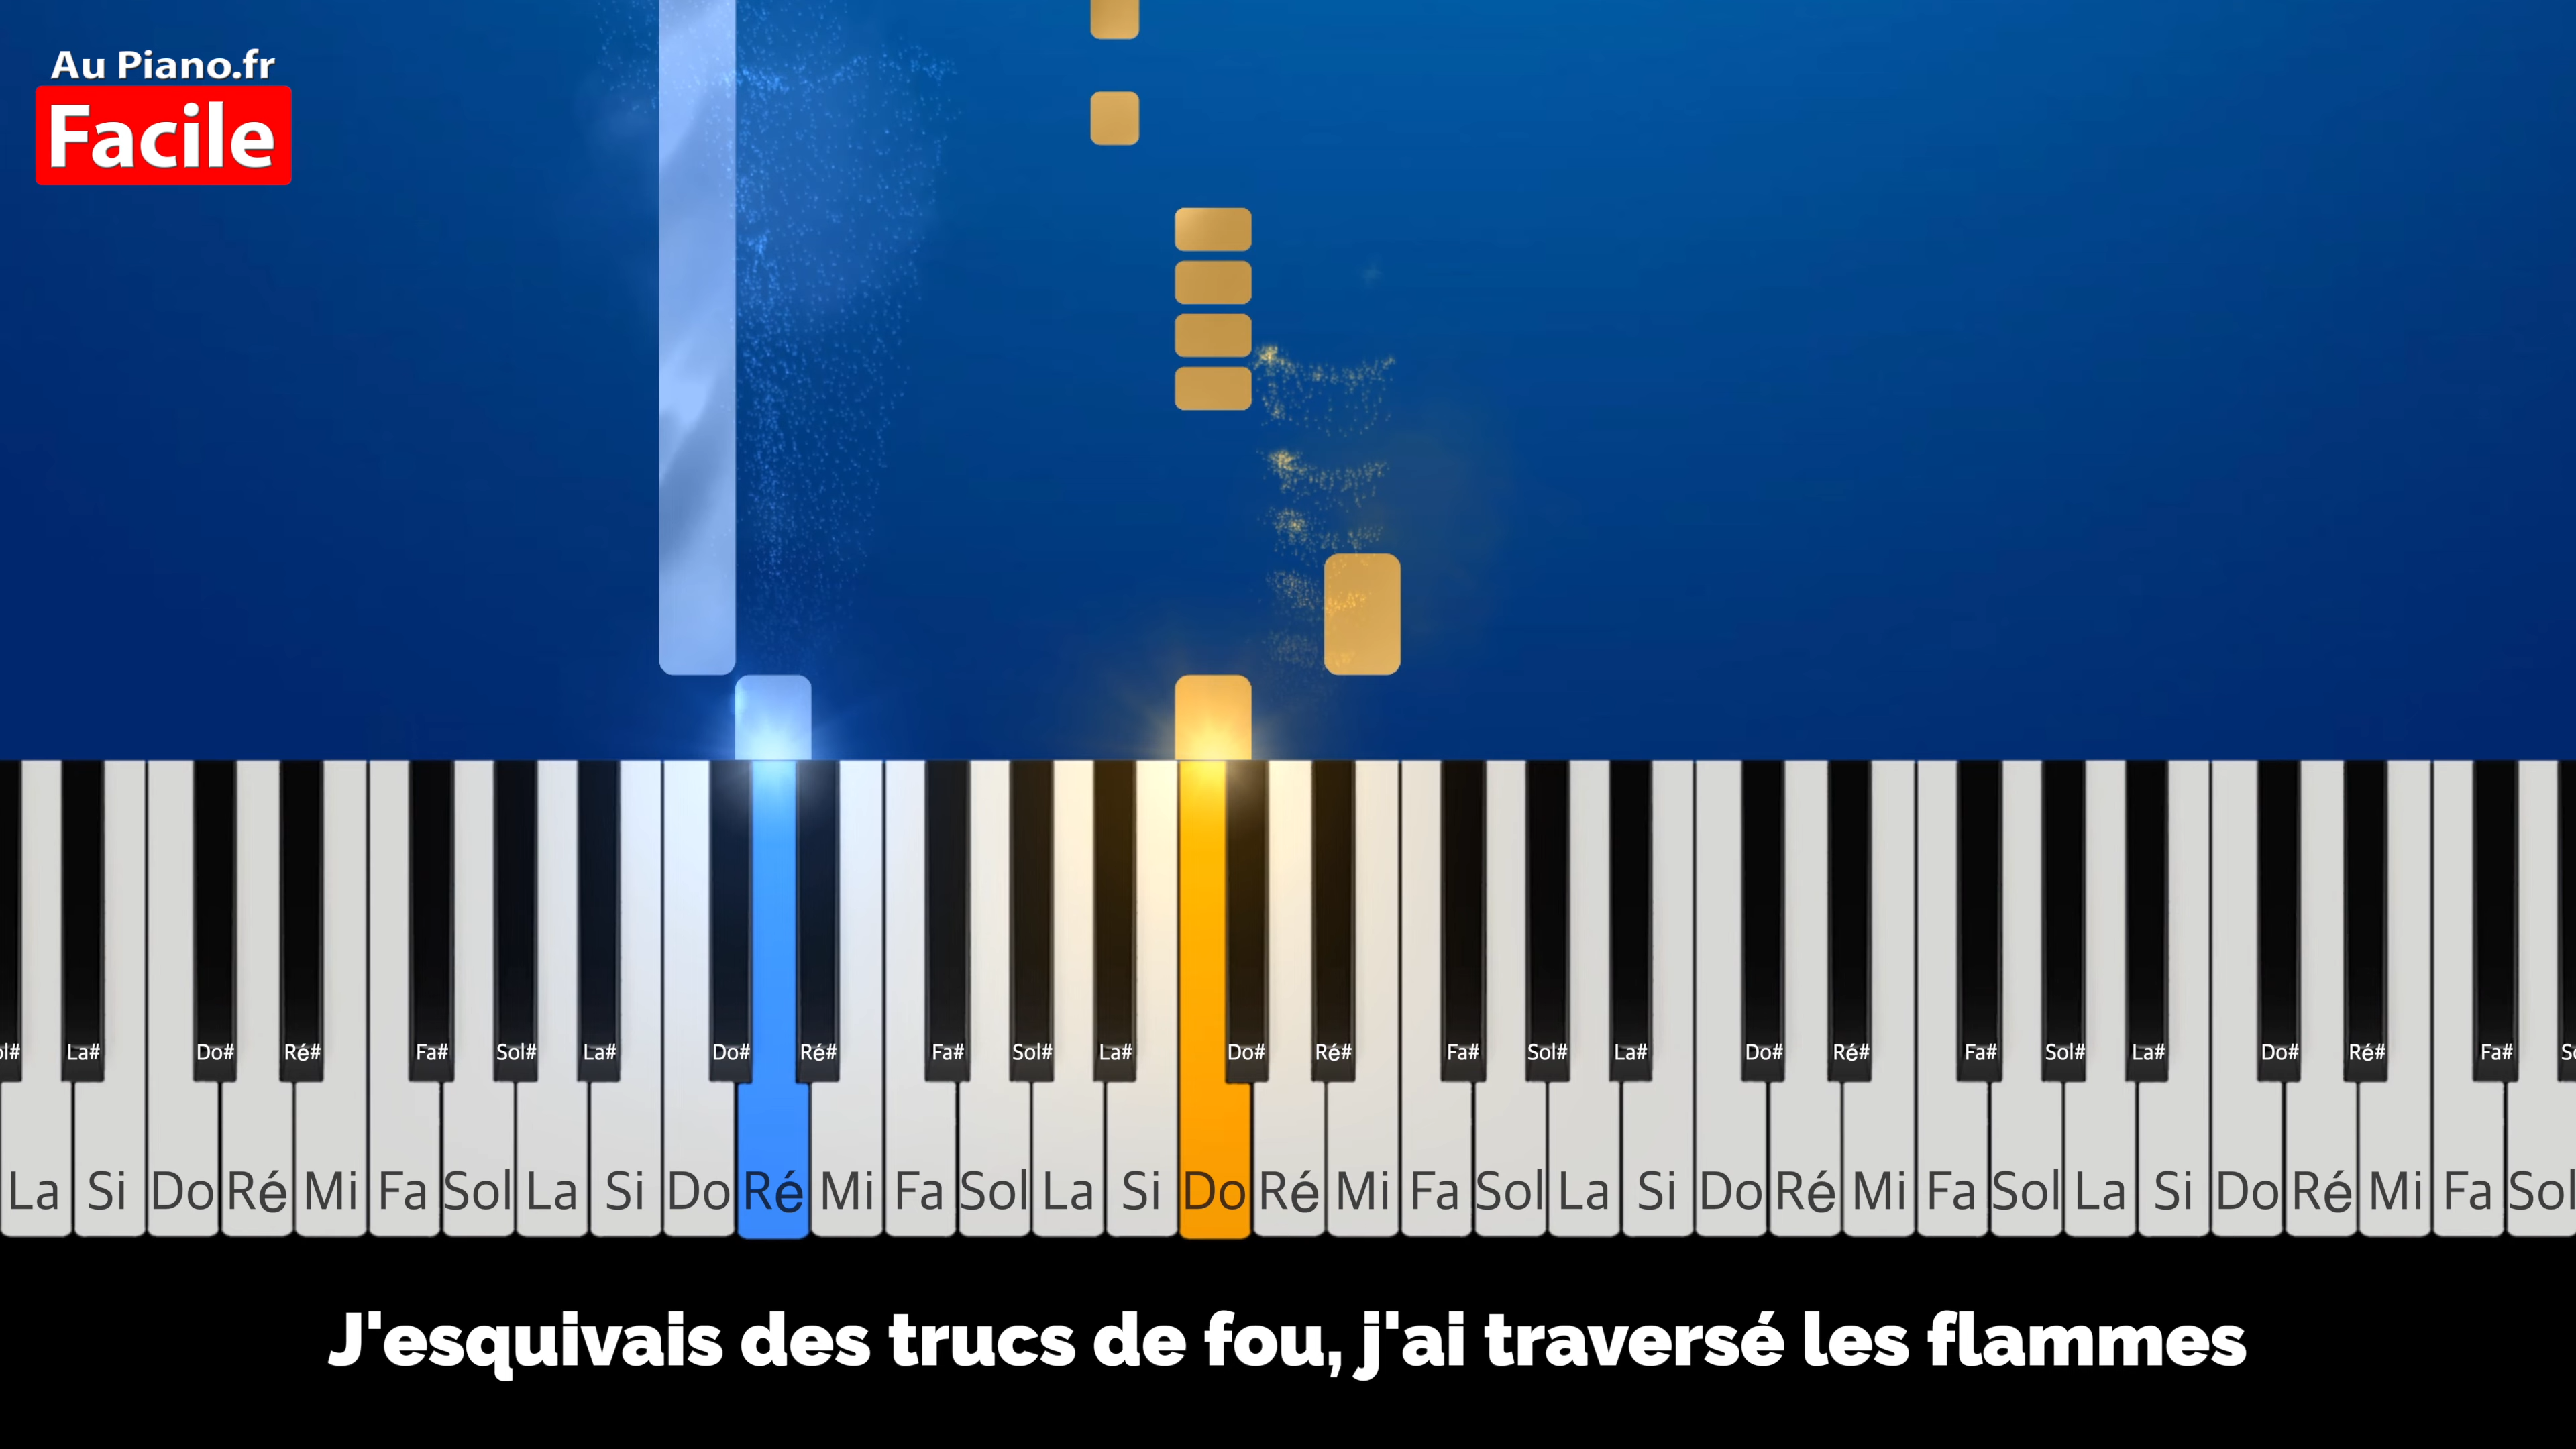 Au Piano.fr
Facile
La# Do# Ré# Fa# Sol# La# Do# Ré# Fa# Sol# La# Do# Ré# Fa# Sol# La# Do# Ré# Fa# Sol# La# Do# Ré# Fa#
La Si Do Ré Mi Fa Sol La Si Do Ré Mi Fa Sol La Si Do Ré Mi Fa Sol La Si Do Ré Mi Fa Sol La Si Do Ré Mi Fa Sol
J'esquivais des trucs de fou, j'ai traversé les flammes